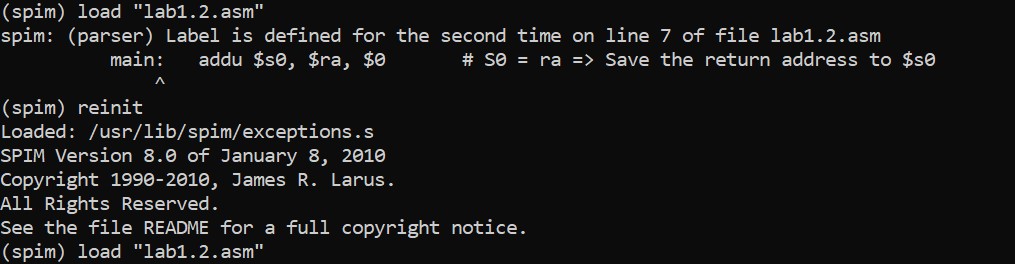 (spim) load "lab1.2.asm"
spim: (parser) Label is defined for the second time on line 7 of file lab1.2.asm
main:   addu $s0, $ra, $0       # S0 = ra => Save the return address to $s0
^
(spim) reinit
Loaded: /usr/lib/spim/exceptions.s
SPIM Version 8.0 of January 8, 2010
Copyright 1990-2010, James R. Larus.
All Rights Reserved.
See the file README for a full copyright notice.
(spim) load "lab1.2.asm"